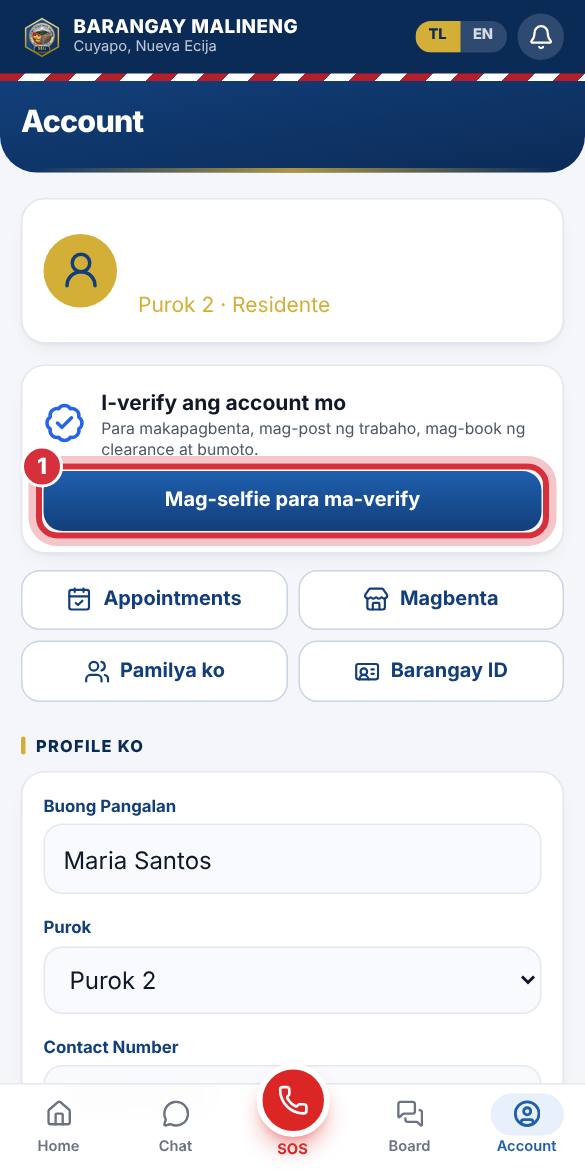 BARANGAY MALINENG
Cuyapo, Nueva Ecija
TL EN
Account
Purok 2 · Residente
I-verify ang account mo
Para makapagbenta, mag-post ng trabaho, mag-book ng
clearance at bumoto.
1
Mag-selfie para ma-verify
Appointments
Magbenta
Pamilya ko
Barangay ID
PROFILE KO
Buong Pangalan
Maria Santos
Purok
Purok 2
Contact Number
Home
Chat
SOS
Board
Account